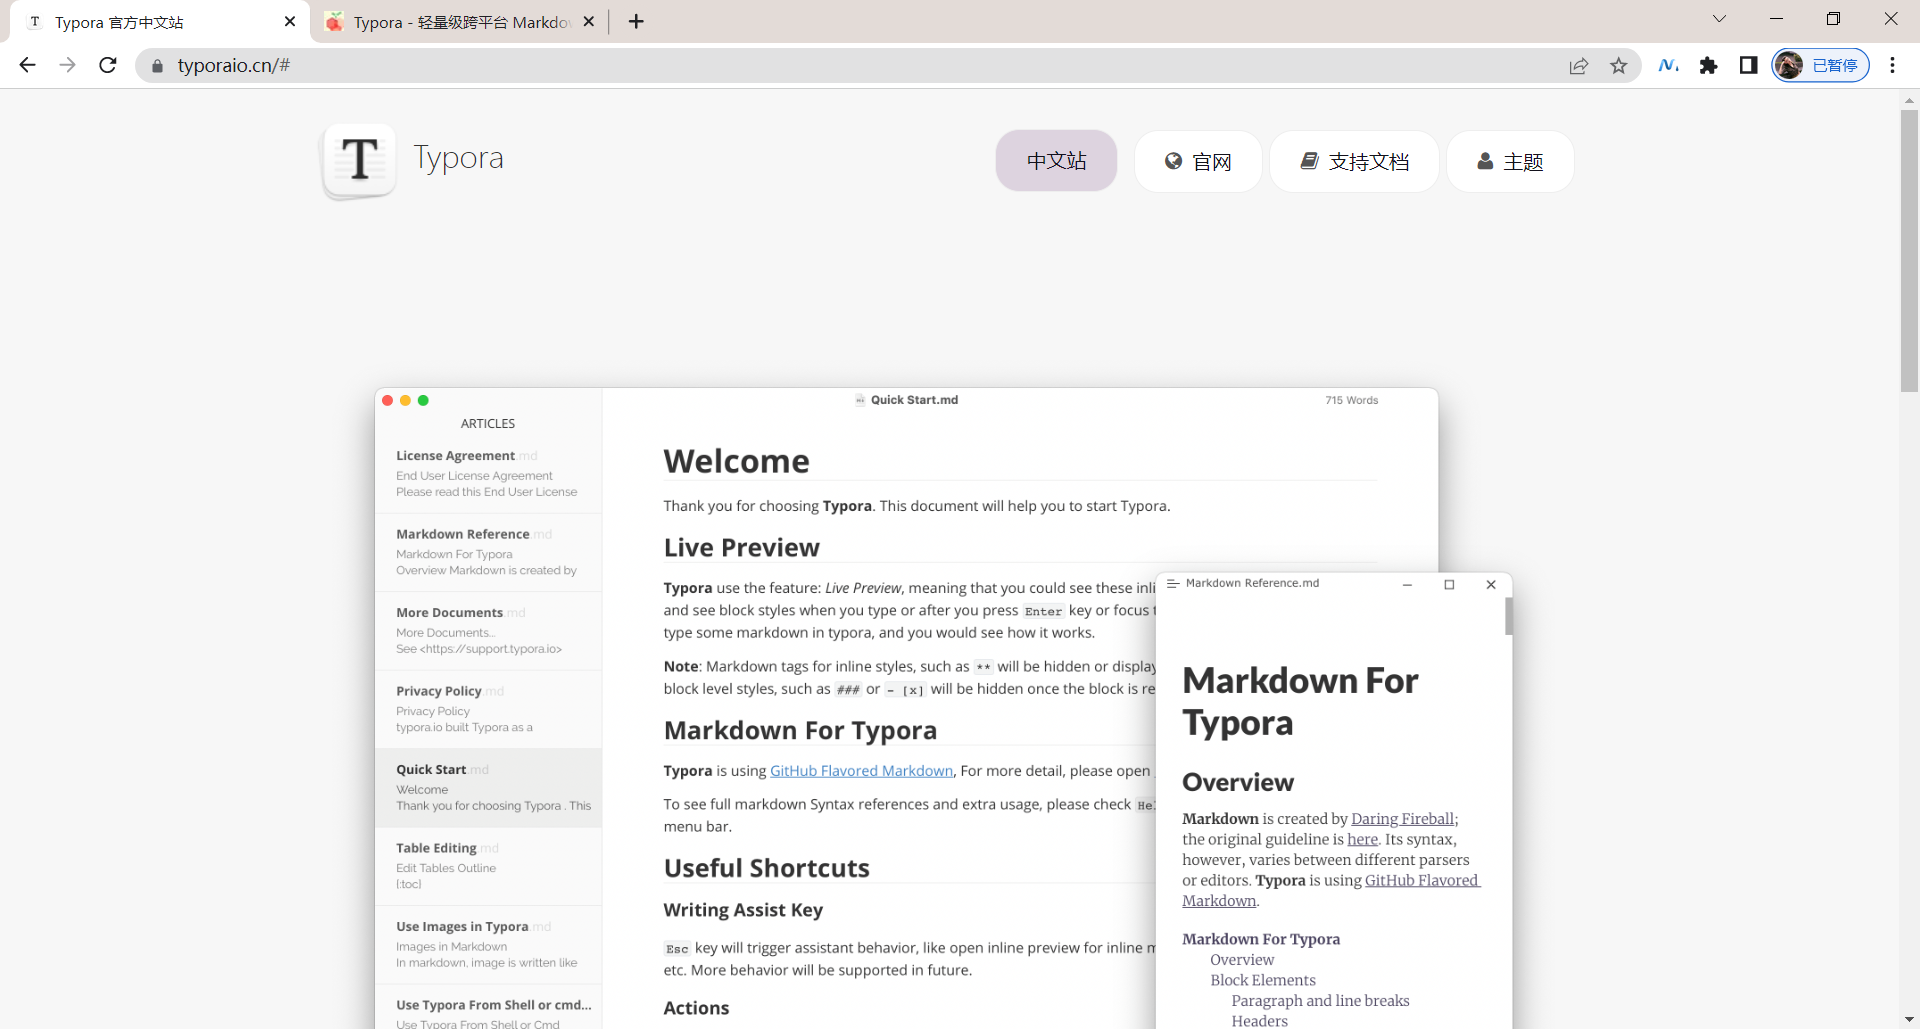 Typora 官方中文站
Typora - 轻量级跨平台 Markdo
typoraio.cn/#
已暂停
T
Typora
中文站
官网
支持文档
主题
Quick Start.md
715 Words
ARTICLES
License Agreement.md
End User License Agreement
Please read this End User License
Markdown Reference.md
Markdown For Typora
Overview Markdown is created by
More Documents.md
More Documents...
See <https://support.typora.io>
Privacy Policy.md
Privacy Policy
typora.io built Typora as a
Quick Start.md
Welcome
Thank you for choosing Typora . This
Table Editing.md
Edit Tables Outline
[:toc]
Use Images in Typora.md
Images in Markdown
In markdown, image is written like
Use Typora From Shell or cmd...
Use Typora From Shell or Cmd
Welcome
Thank you for choosing Typora. This document will help you to start Typora.
Live Preview
Typora use the feature: Live Preview, meaning that you could see these inli
and see block styles when you type or after you press Enter key or focus t
type some markdown in typora, and you would see how it works.
Note: Markdown tags for inline styles, such as ** will be hidden or display
block level styles, such as ### or - [x] will be hidden once the block is re
Markdown For Typora
Typora is using GitHub Flavored Markdown, For more detail, please open
To see full markdown Syntax references and extra usage, please check Hel
menu bar.
Useful Shortcuts
Writing Assist Key
Esc key will trigger assistant behavior, like open inline preview for inline m
etc. More behavior will be supported in future.
Actions
Markdown Reference.md
Markdown For
Typora
Overview
Markdown is created by Daring Fireball;
the original guideline is here. Its syntax,
however, varies between different parsers
or editors. Typora is using GitHub Flavored
Markdown.
Markdown For Typora
Overview
Block Elements
Paragraph and line breaks
Headers